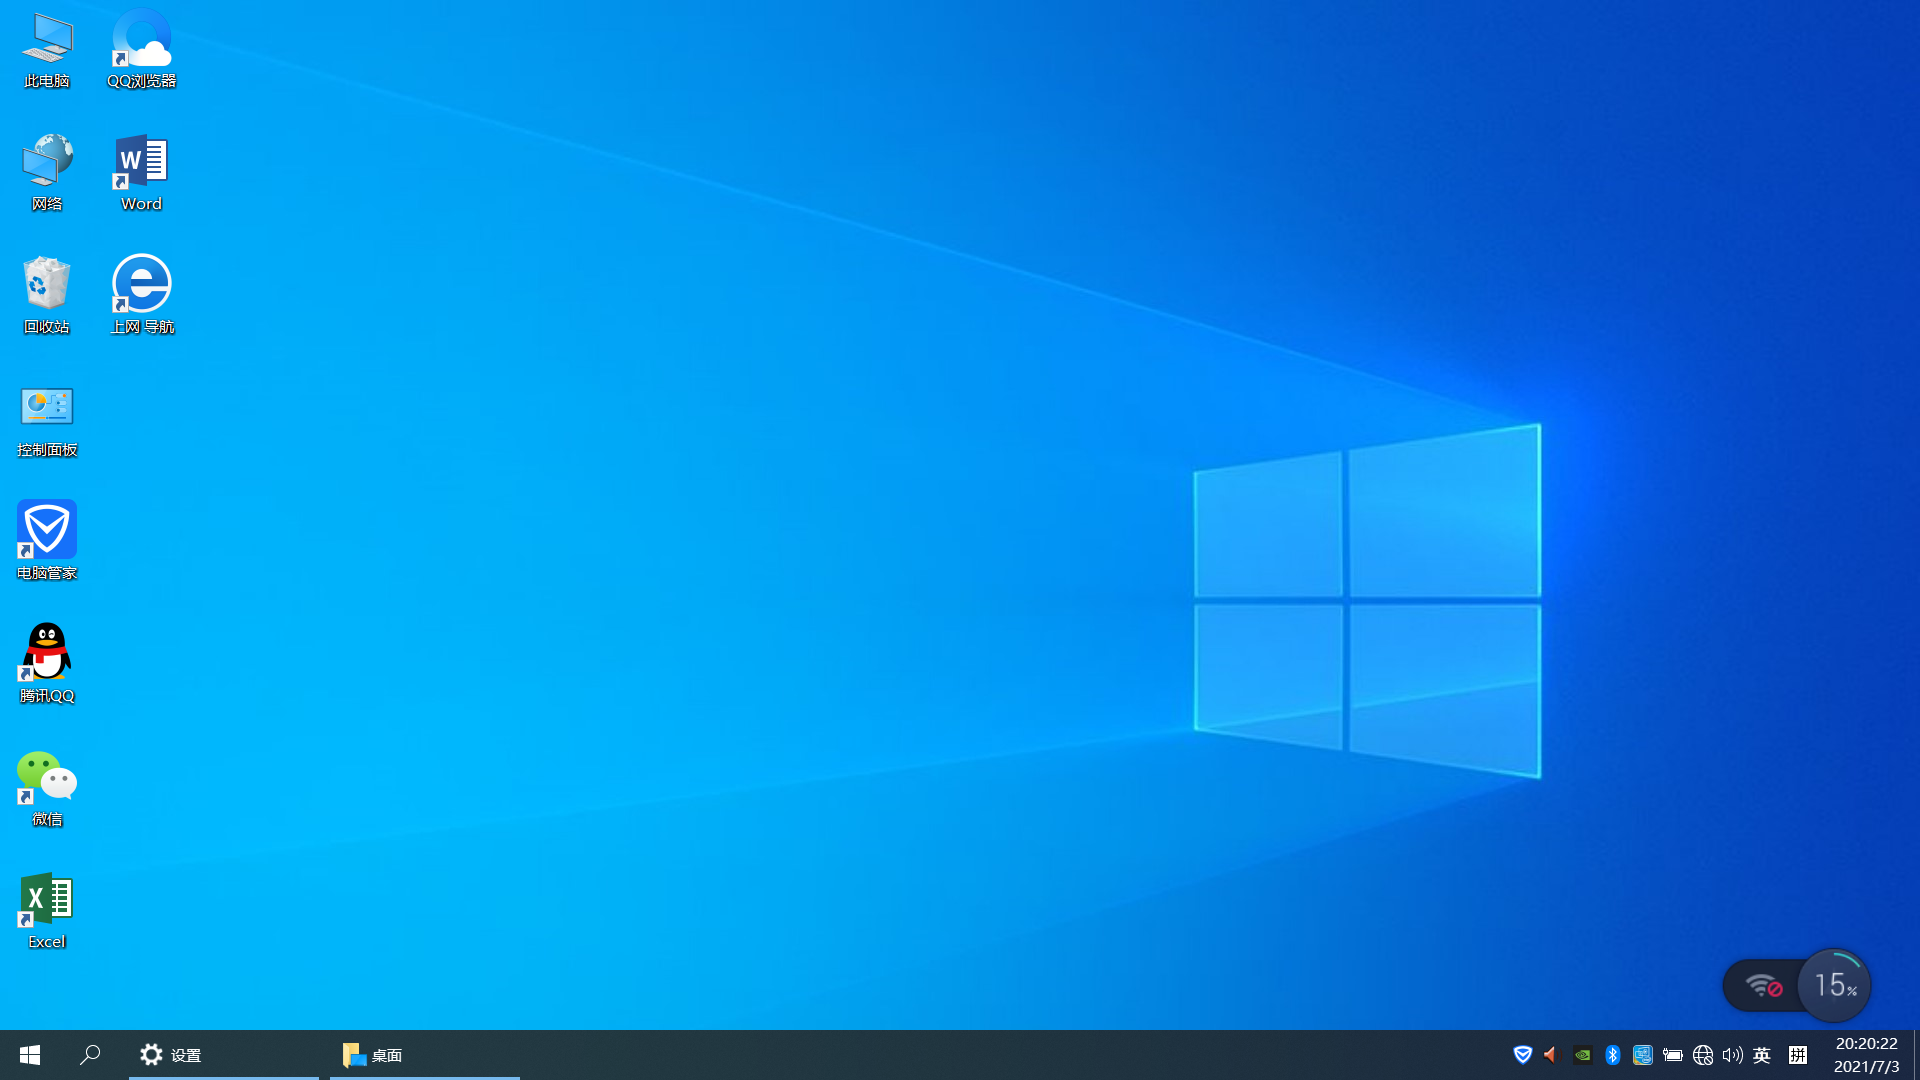 此电脑
QQ浏览器
网络
Word
回收站
上网 导航
控制面板
电脑管家
腾讯QQ
微信
Excel
15%
设置
桌面
英
拼
20:20:22
2021/7/3